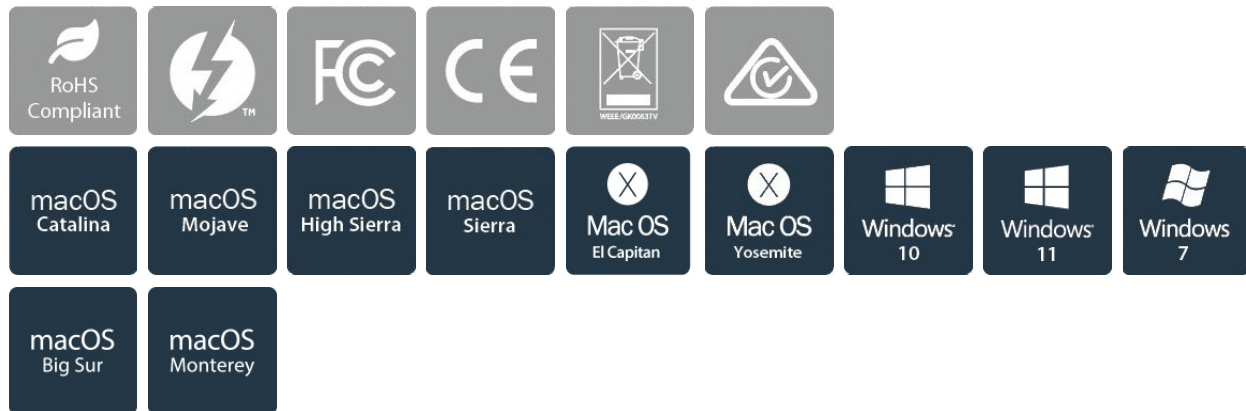 RoHS
Compliant
TM
FC
CE
WEEE/GK0063TV
macOS
Catalina
macOS
Mojave
macOS
High Sierra
macOS
Sierra
X
Mac OS
El Capitan
X
Mac OS
Yosemite
Windows
10
Windows
11
Windows
7
macOS
Big Sur
macOS
Monterey